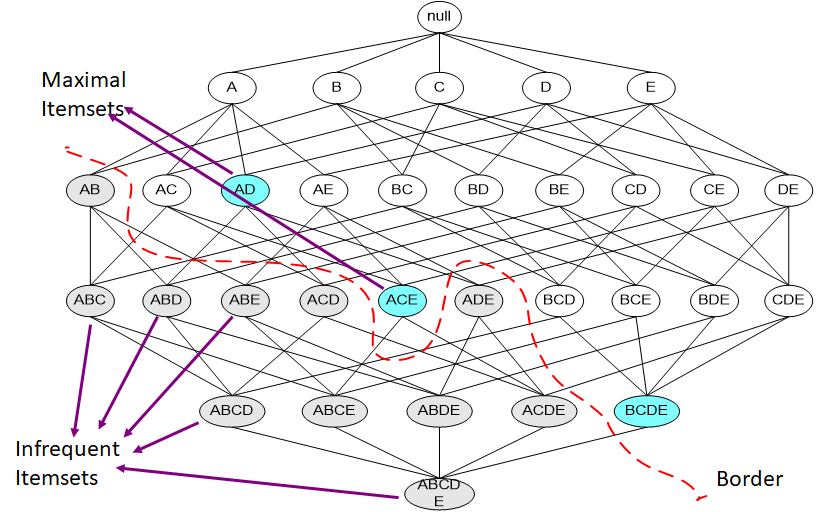 null
Maximal
Itemsets
A
B
C
D
E
AB
AC
AD
AE
BC
BD
BE
CD
CE
DE
ABC
ABD
ABE
ACD
ACE
ADE
BCD
BCE
BDE
CDE
ABCD
ABCE
ABDE
ACDE
BCDE
Infrequent
Itemsets
ABCD
E
Border